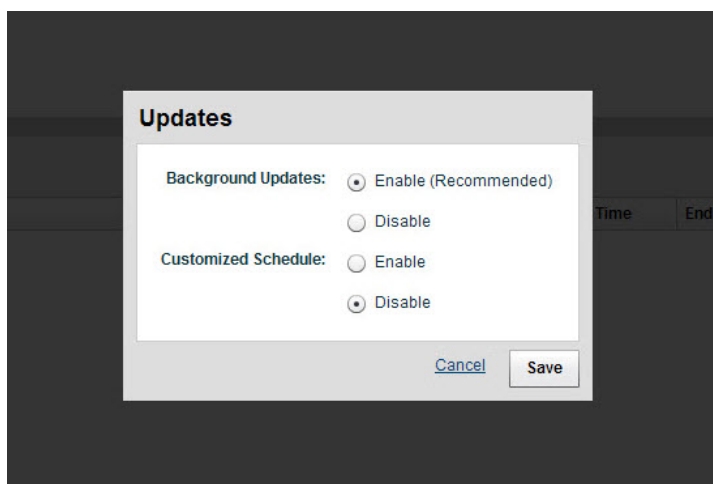 Updates
Background Updates: Enable (Recommended)
Disable
Time End
Customized Schedule: Enable
Disable
Cancel Save